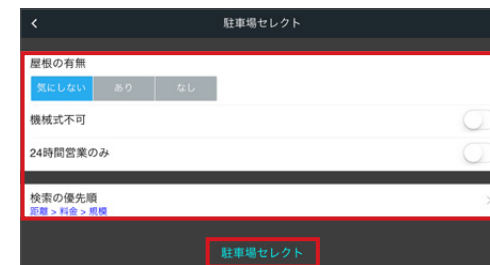 駐車場セレクト
屋根の有無
気にしない あり なし
機械式不可
24時間営業のみ
検索の優先順
距離 > 料金 > 規模
駐車場セレクト